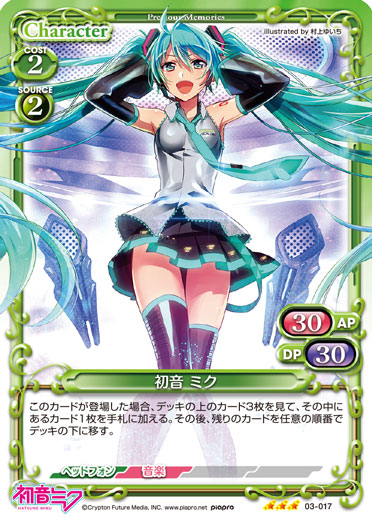 Precious Memories
Character
illustrated by 村上ゆいち
COST
2
SOURCE
2
30 AP
DP 30
初音 ミク
このカードが登場した場合、デッキの上のカード3枚を見て、その中に
あるカード1枚を手札に加える。その後、残りのカードを任意の順番で
デッキの下に移す。
ヘッドフォン 音楽
初音ミク
HATSUNE MIKU
©Crypton Future Media, INC. www.piapro.net piapro
03-017